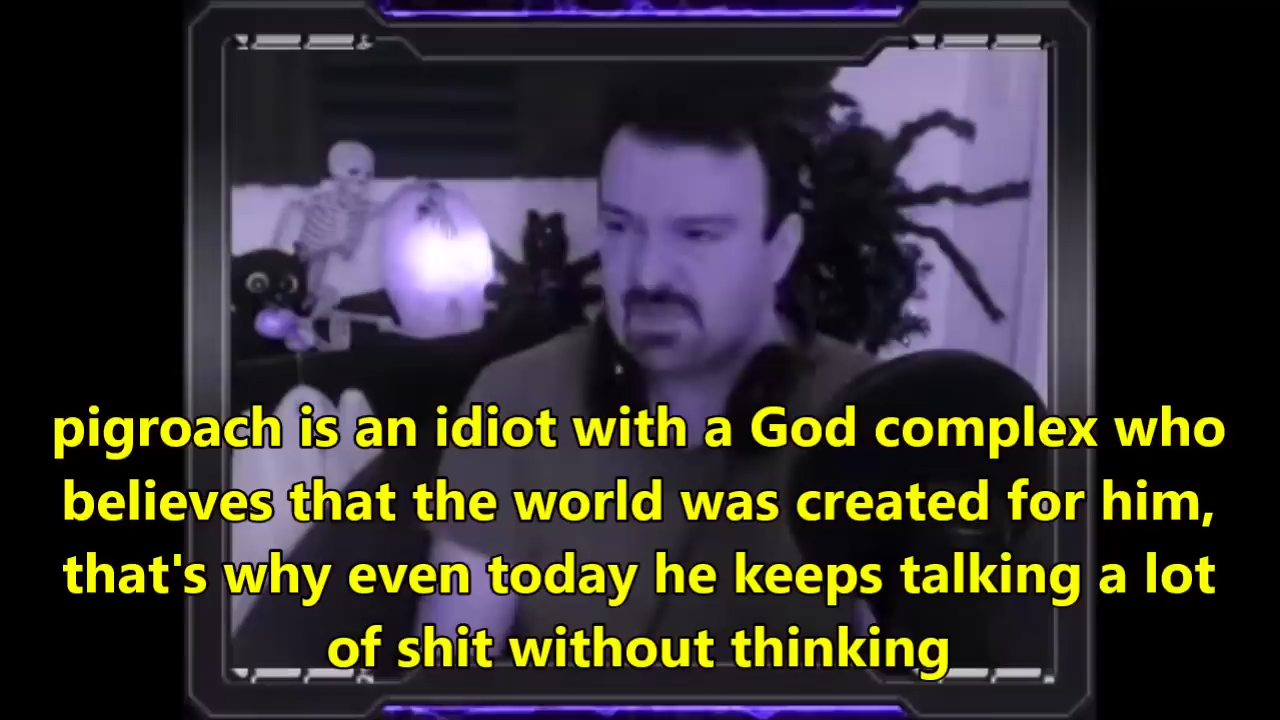 pigroach is an idiot with a God complex who
believes that the world was created for him,
that's why even today he keeps talking a lot
of shit without thinking